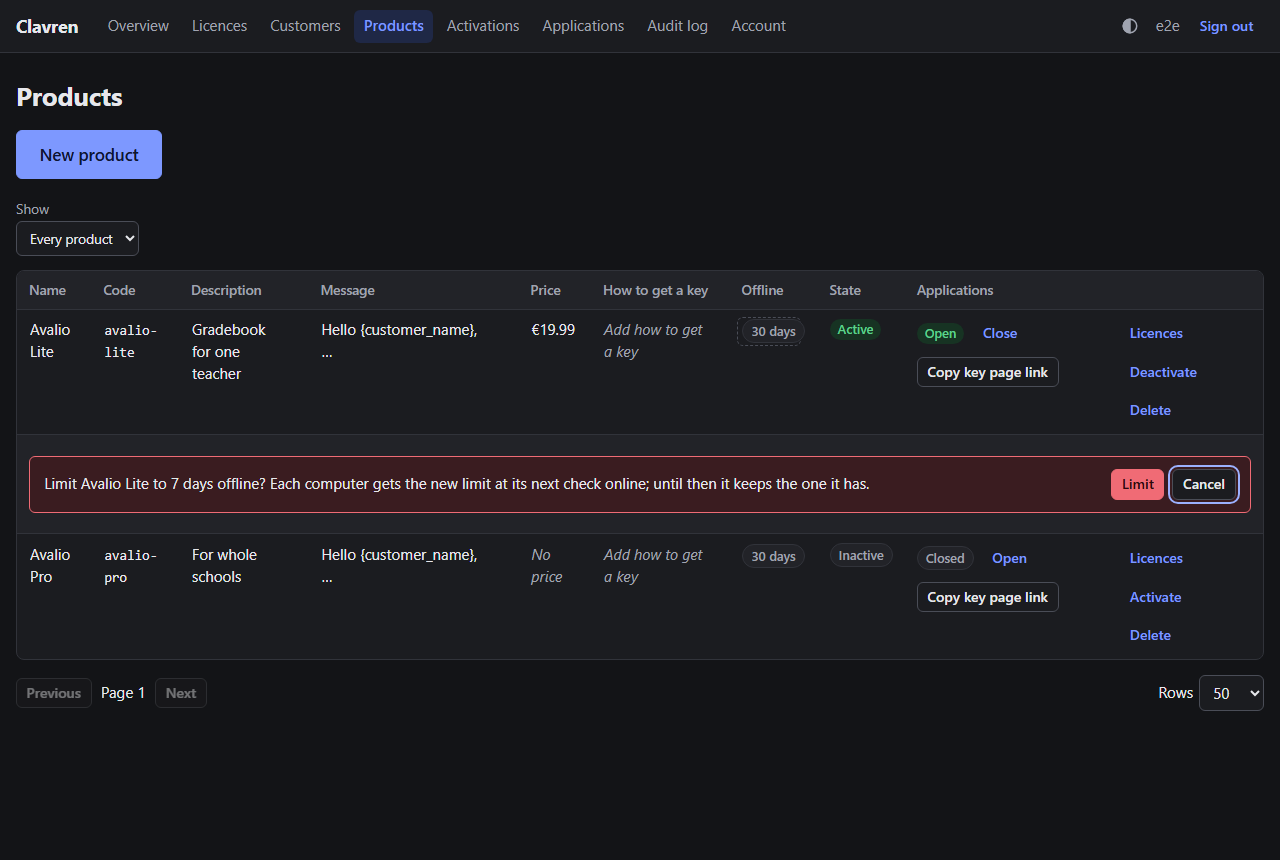 Clavren Overview Licences Customers Products Activations Applications Audit log Account e2e Sign out
Products
New product
Show
Every product
Name Code Description Message Price How to get a key Offline State Applications
Avalio Lite avalio-lite Gradebook for one teacher Hello {customer_name}, … €19.99 Add how to get a key 30 days Active Open Close Copy key page link Licences Deactivate Delete
Limit Avalio Lite to 7 days offline? Each computer gets the new limit at its next check online; until then it keeps the one it has. Limit Cancel
Avalio Pro avalio-pro For whole schools Hello {customer_name}, … No price Add how to get a key 30 days Inactive Closed Open Copy key page link Licences Activate Delete
Previous Page 1 Next Rows 50